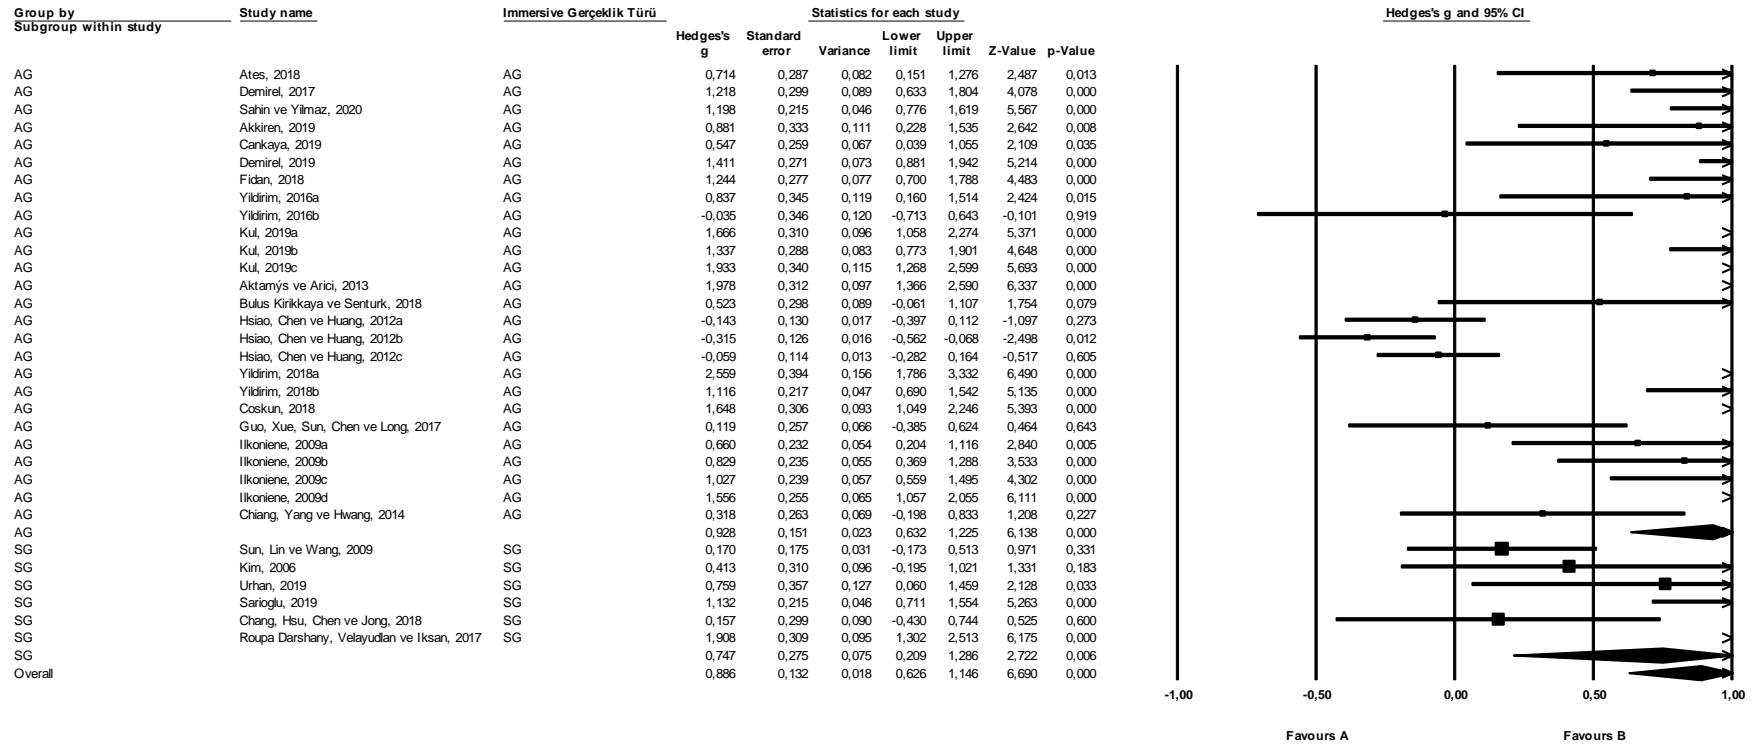 Group by Study name Immersive Gerçeklik Türü Statistics for each study Hedges's g and 95% CI
Subgroup within study
Hedges's Standard Lower Upper
g error Variance limit limit Z-Value p-Value
AG Ates, 2018 AG 0,714 0,287 0,082 0,151 1,276 2,487 0,013
AG Demirel, 2017 AG 1,218 0,299 0,089 0,633 1,804 4,078 0,000
AG Sahin ve Yilmaz, 2020 AG 1,198 0,215 0,046 0,776 1,619 5,567 0,000
AG Akkiren, 2019 AG 0,881 0,333 0,111 0,228 1,535 2,642 0,008
AG Cankaya, 2019 AG 0,547 0,259 0,067 0,039 1,055 2,109 0,035
AG Demirel, 2019 AG 1,411 0,271 0,073 0,881 1,942 5,214 0,000
AG Fidan, 2018 AG 1,244 0,277 0,077 0,700 1,788 4,483 0,000
AG Yildirim, 2016a AG 0,837 0,345 0,119 0,160 1,514 2,424 0,015
AG Yildirim, 2016b AG -0,035 0,346 0,120 -0,713 0,643 -0,101 0,919
AG Kul, 2019a AG 1,666 0,310 0,096 1,058 2,274 5,371 0,000
AG Kul, 2019b AG 1,337 0,288 0,083 0,773 1,901 4,648 0,000
AG Kul, 2019c AG 1,933 0,340 0,115 1,268 2,599 5,693 0,000
AG Aktamýs ve Arici, 2013 AG 1,978 0,312 0,097 1,366 2,590 6,337 0,000
AG Bulus Kirikkaya ve Senturk, 2018 AG 0,523 0,298 0,089 -0,061 1,107 1,754 0,079
AG Hsiao, Chen ve Huang, 2012a AG -0,143 0,130 0,017 -0,397 0,112 -1,097 0,273
AG Hsiao, Chen ve Huang, 2012b AG -0,315 0,126 0,016 -0,562 -0,068 -2,498 0,012
AG Hsiao, Chen ve Huang, 2012c AG -0,059 0,114 0,013 -0,282 0,164 -0,517 0,605
AG Yildirim, 2018a AG 2,559 0,394 0,156 1,786 3,332 6,490 0,000
AG Yildirim, 2018b AG 1,116 0,217 0,047 0,690 1,542 5,135 0,000
AG Coskun, 2018 AG 1,648 0,306 0,093 1,049 2,246 5,393 0,000
AG Guo, Xue, Sun, Chen ve Long, 2017 AG 0,119 0,257 0,066 -0,385 0,624 0,464 0,643
AG Ilkoniene, 2009a AG 0,660 0,232 0,054 0,204 1,116 2,840 0,005
AG Ilkoniene, 2009b AG 0,829 0,235 0,055 0,369 1,288 3,533 0,000
AG Ilkoniene, 2009c AG 1,027 0,239 0,057 0,559 1,495 4,302 0,000
AG Ilkoniene, 2009d AG 1,556 0,255 0,065 1,057 2,055 6,111 0,000
AG Chiang, Yang ve Hwang, 2014 AG 0,318 0,263 0,069 -0,198 0,833 1,208 0,227
AG 0,928 0,151 0,023 0,632 1,225 6,138 0,000
SG Sun, Lin ve Wang, 2009 SG 0,170 0,175 0,031 -0,173 0,513 0,971 0,331
SG Kim, 2006 SG 0,413 0,310 0,096 -0,195 1,021 1,331 0,183
SG Urhan, 2019 SG 0,759 0,357 0,127 0,060 1,459 2,128 0,033
SG Sarioglu, 2019 SG 1,132 0,215 0,046 0,711 1,554 5,263 0,000
SG Chang, Hsu, Chen ve Jong, 2018 SG 0,157 0,299 0,090 -0,430 0,744 0,525 0,600
SG Roupa Darshany, Velayudlan ve Iksan, 2017 SG 1,908 0,309 0,095 1,302 2,513 6,175 0,000
SG 0,747 0,275 0,075 0,209 1,286 2,722 0,006
Overall 0,886 0,132 0,018 0,626 1,146 6,690 0,000
-1,00 -0,50 0,00 0,50 1,00
Favours A Favours B